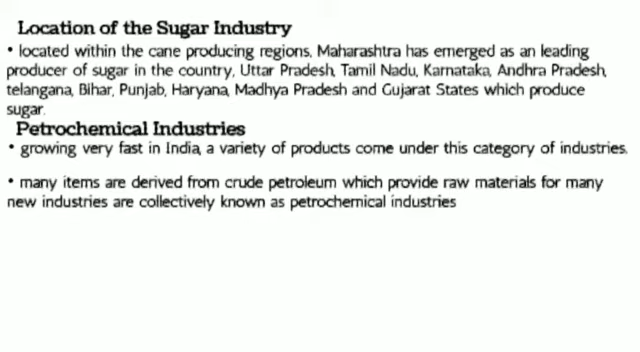 Location of the Sugar Industry
• located within the cane producing regions, Maharashtra has emerged as an leading
producer of sugar in the country, Uttar Pradesh, Tamil Nadu, Karnataka, Andhra Pradesh,
telangana, Bihar, Punjab, Haryana, Madhya Pradesh and Gujarat States which produce
sugar.
Petrochemical Industries
• growing very fast in India, a variety of products come under this category of industries.
• many items are derived from crude petroleum which provide raw materials for many
new industries are collectively known as petrochemical industries